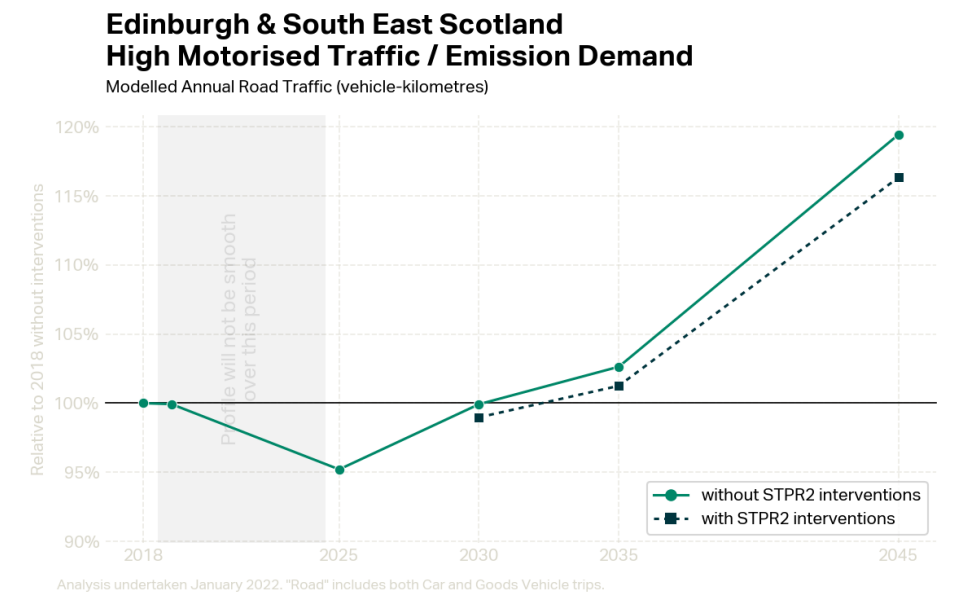 Edinburgh & South East Scotland
High Motorised Traffic / Emission Demand
Modelled Annual Road Traffic (vehicle-kilometres)
Relative to 2018 without interventions
120%
115%
110%
105%
100%
95%
90%
Profile will not be smooth
over this period
without STPR2 interventions
with STPR2 interventions
2018
2025
2030
2035
2045
Analysis undertaken January 2022. "Road" includes both Car and Goods Vehicle trips.